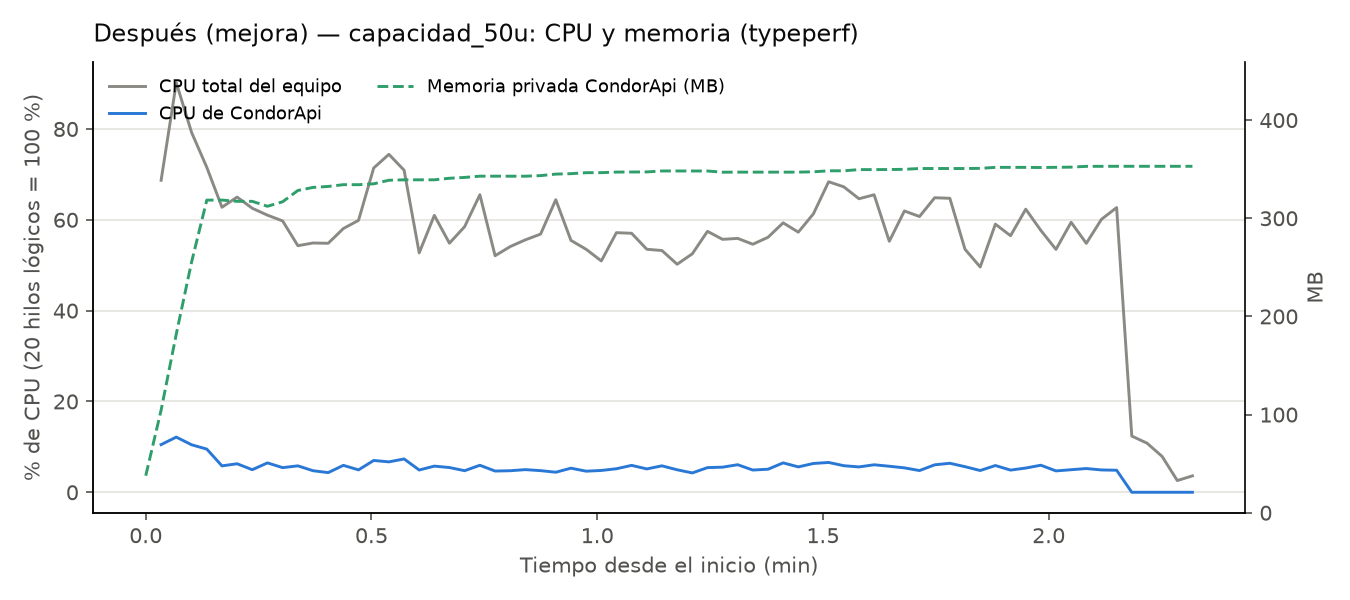 Después (mejora) — capacidad_50u: CPU y memoria (typeperf)
CPU total del equipo
CPU de CondorApi
Memoria privada CondorApi (MB)
% de CPU (20 hilos lógicos = 100 %)
80
60
40
20
0
400
300
200
100
0
MB
0.0 0.5 1.0 1.5 2.0
Tiempo desde el inicio (min)